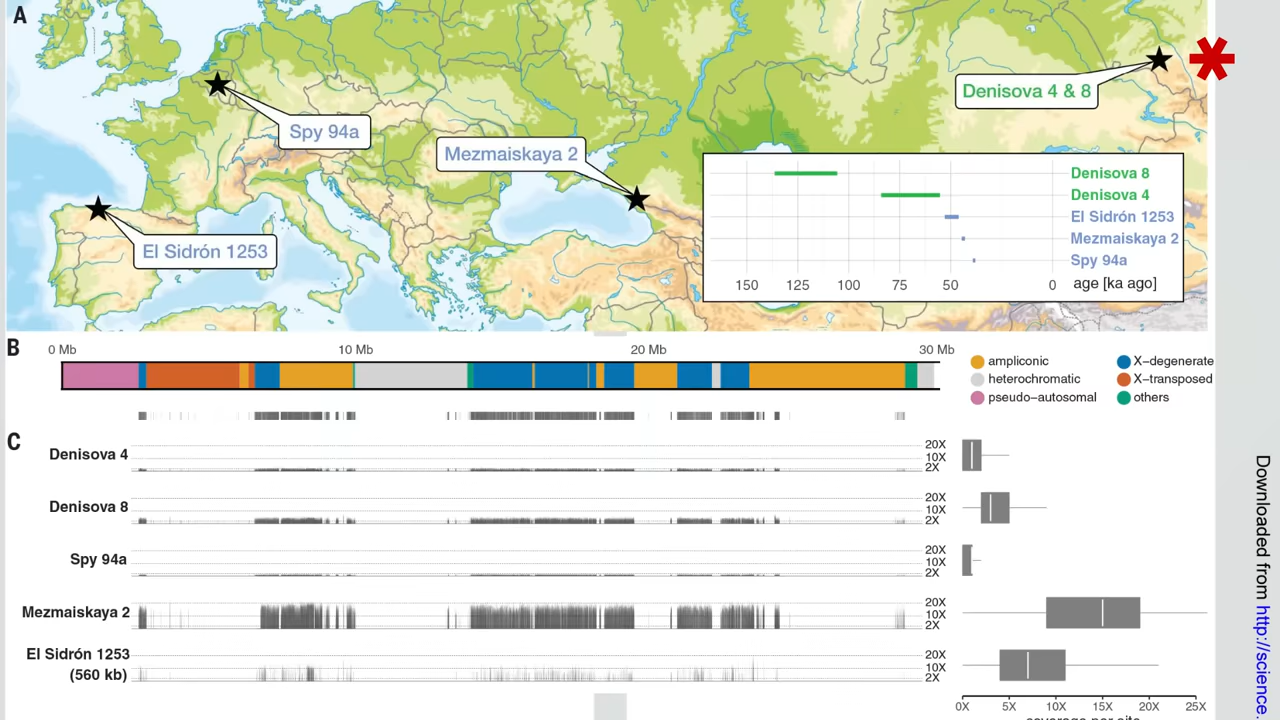 A
Denisova 4 & 8
Spy 94a
Mezmaiskaya 2
El Sidrón 1253
Denisova 8
Denisova 4
El Sidrón 1253
Mezmaiskaya 2
Spy 94a
150 125 100 75 50 0 age [ka ago]
B
0 Mb 10 Mb 20 Mb 30 Mb
ampliconic X-degenerate
heterochromatic X-transposed
pseudo-autosomal others
C
Denisova 4 20X
10X
2X
Denisova 8 20X
10X
2X
Spy 94a 20X
10X
2X
Mezmaiskaya 2 20X
10X
2X
El Sidrón 1253 20X
(560 kb) 10X
2X
0X 5X 10X 15X 20X 25X
coverage per site
Downloaded from http://science.